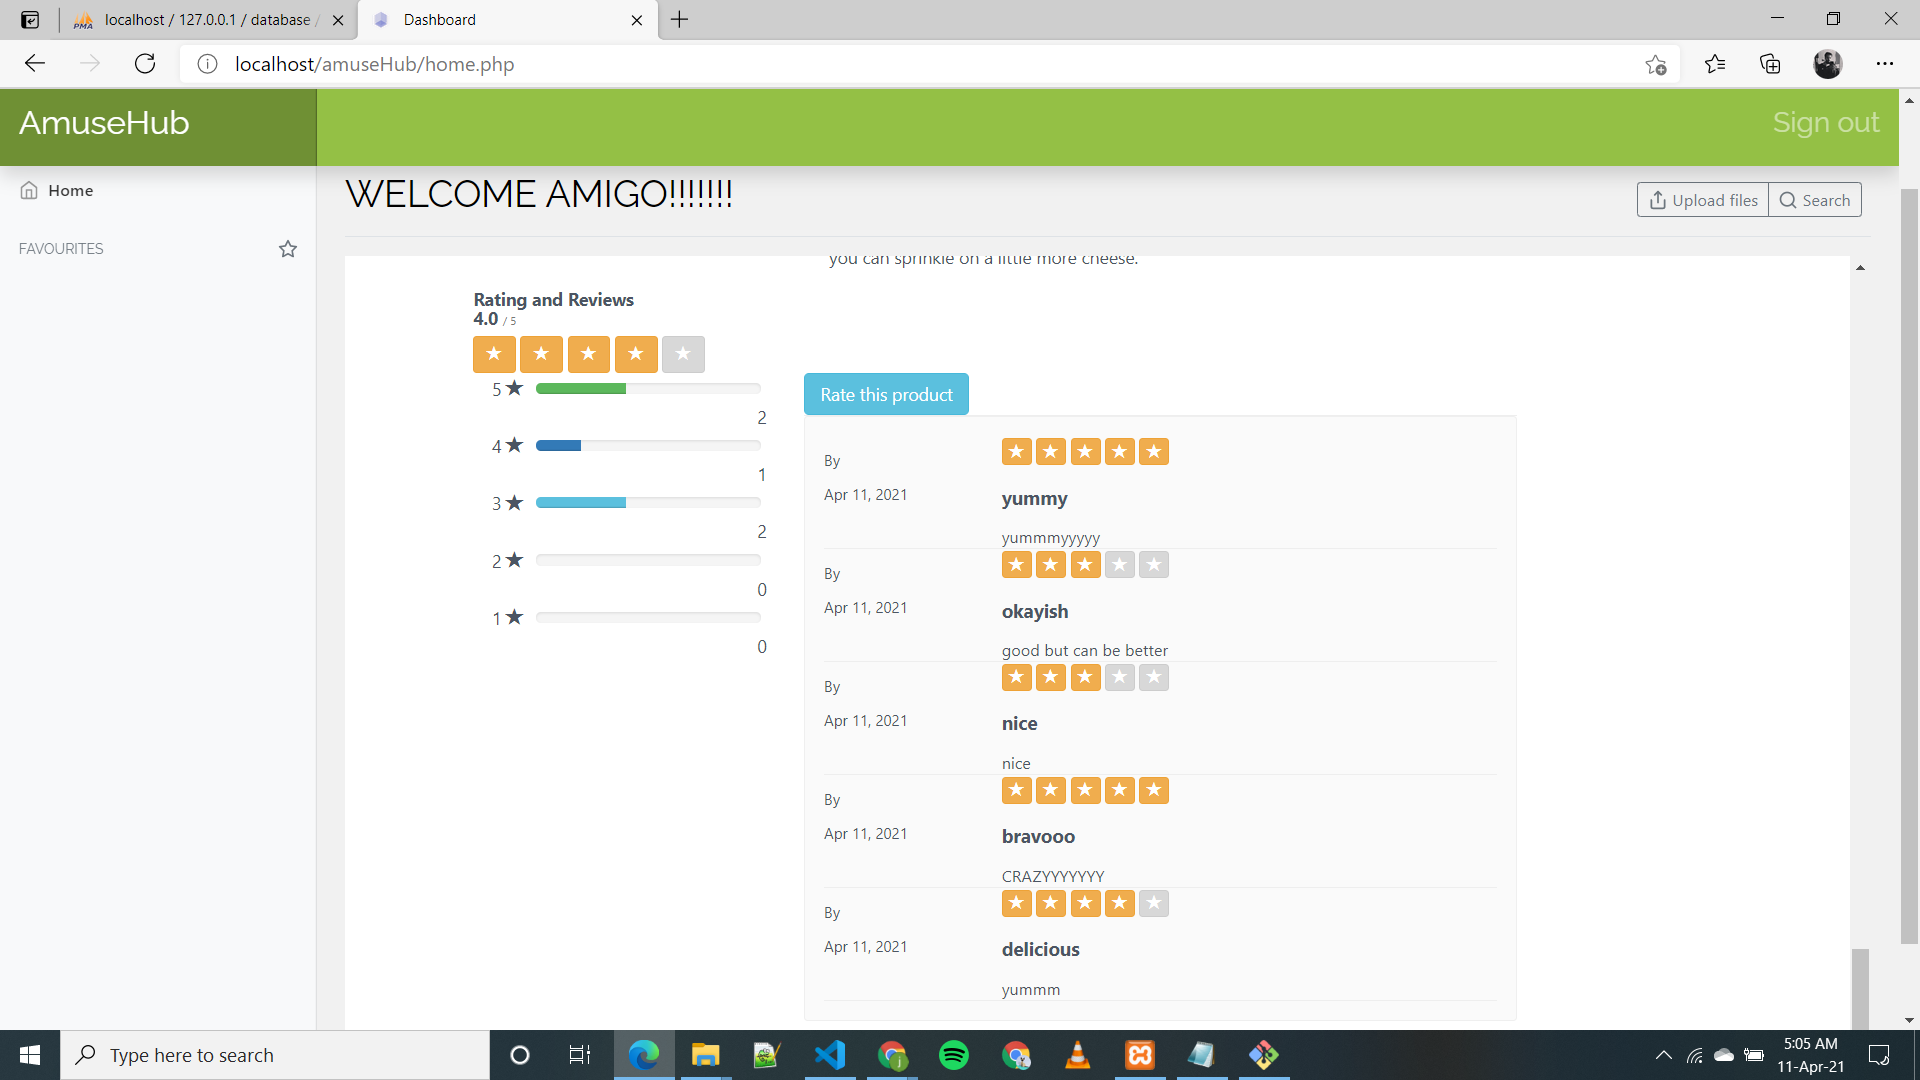 localhost / 127.0.0.1 / database /
Dashboard
localhost/amuseHub/home.php
AmuseHub
Sign out
Home
WELCOME AMIGO!!!!!!!
Upload files
Search
FAVOURITES
you can sprinkle on a little more cheese.
Rating and Reviews
4.0 / 5
5
2
4
1
3
2
2
0
1
0
Rate this product
By
Apr 11, 2021
yummy
yummmyyyyy
By
Apr 11, 2021
okayish
good but can be better
By
Apr 11, 2021
nice
nice
By
Apr 11, 2021
bravooo
CRAZYYYYYYY
By
Apr 11, 2021
delicious
yummm
Type here to search
5:05 AM
11-Apr-21